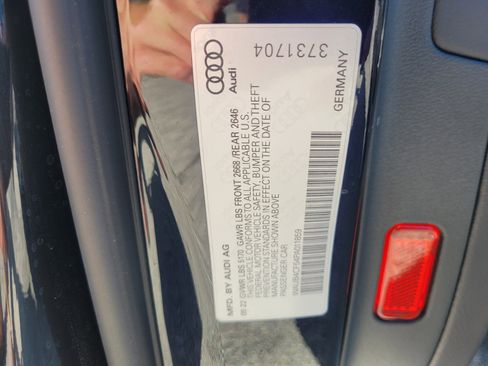 Audi
3731704
MFD. BY AUDI AG
GERMANY
05 22 GVWR LBS 5170 GAWR LBS FRONT 2668 /REAR 2646
THIS VEHICLE CONFORMS TO ALL APPLICABLE U.S.
FEDERAL MOTOR VEHICLE SAFETY, BUMPER AND THEFT
PREVENTION STANDARDS IN EFFECT ON THE DATE OF
MANUFACTURE SHOWN ABOVE
PASSENGER CAR